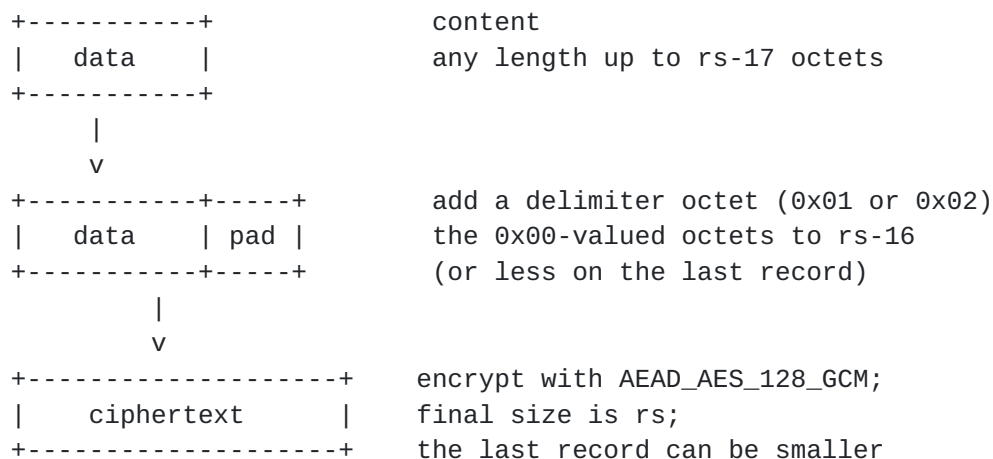 +-----------+             content
|   data    |             any length up to rs-17 octets
+-----------+
     |
     v
+-----------+-----+       add a delimiter octet (0x01 or 0x02)
|   data    | pad |       the 0x00-valued octets to rs-16
+-----------+-----+       (or less on the last record)
         |
         v
+--------------------+    encrypt with AEAD_AES_128_GCM;
|    ciphertext      |    final size is rs;
+--------------------+    the last record can be smaller